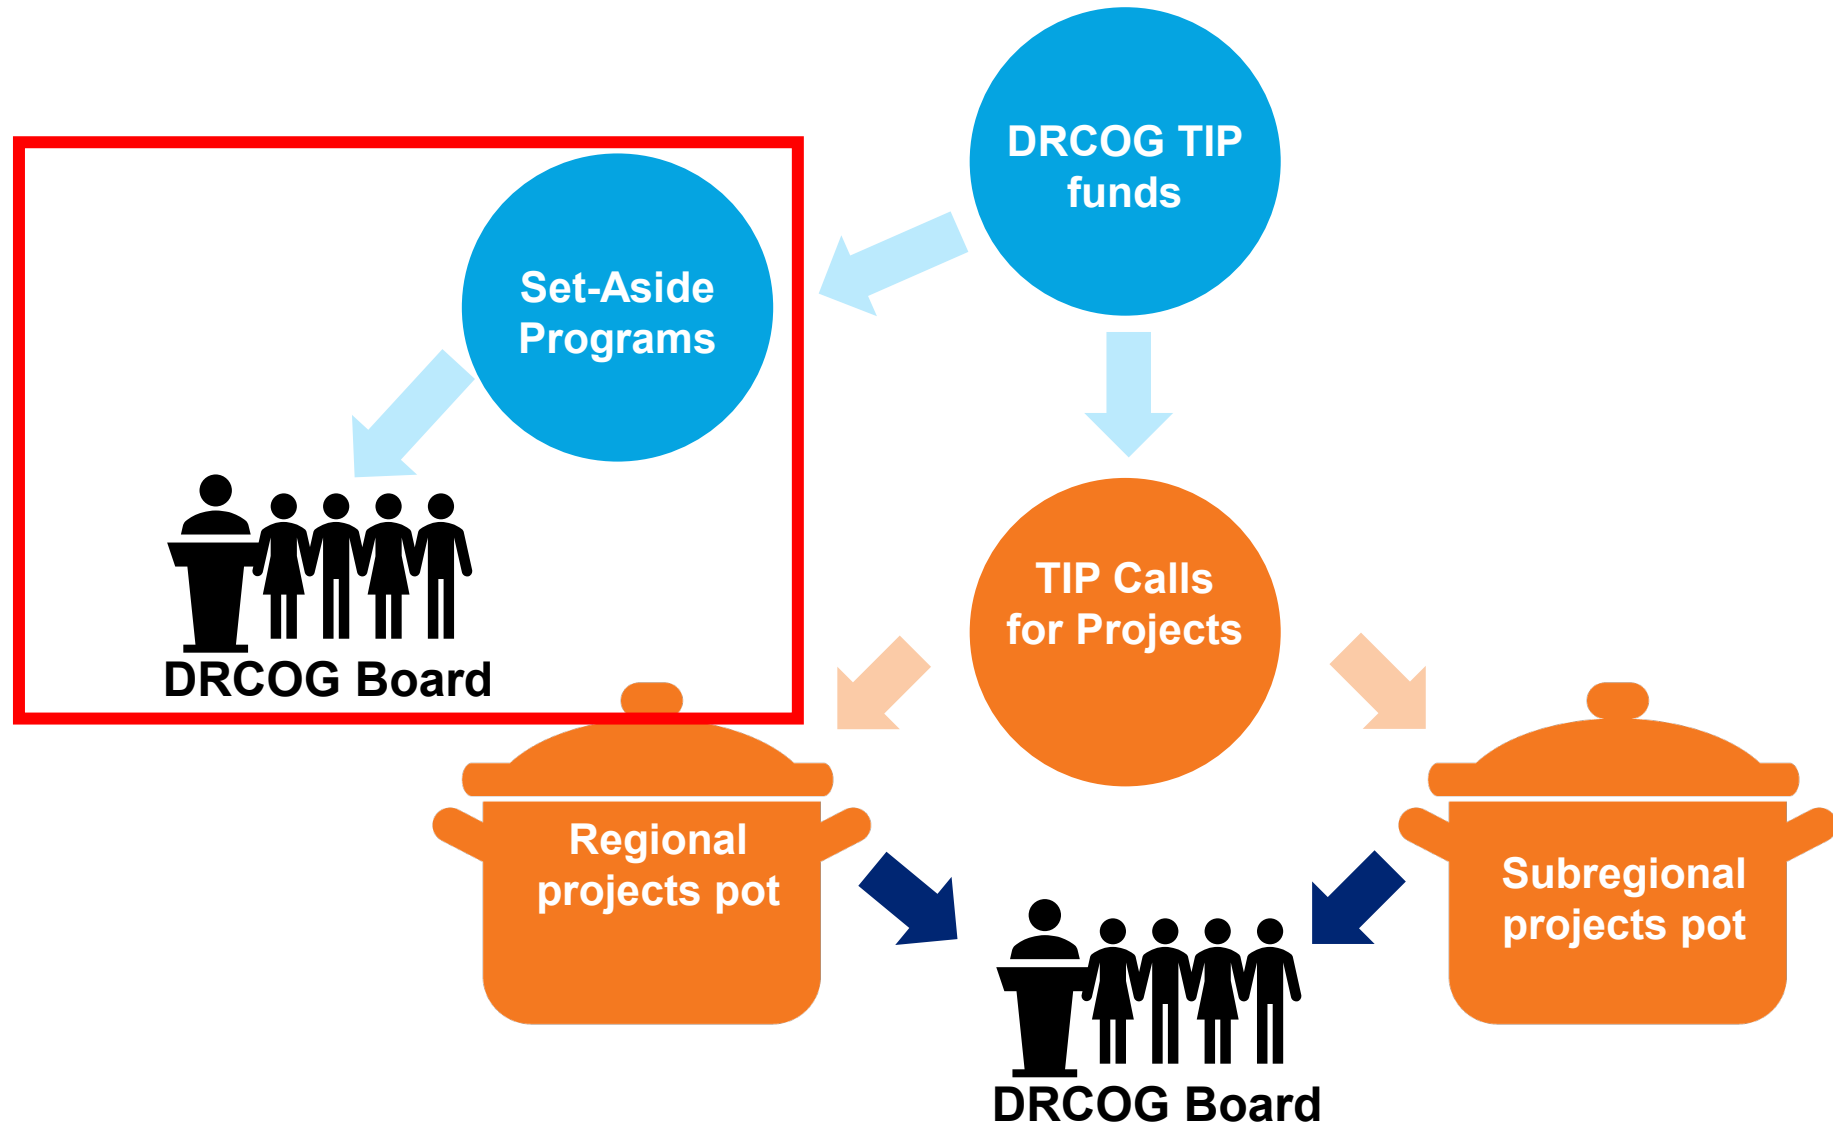 DRCOG TIP
funds
Set-Aside
Programs
TIP Calls
for Projects
DRCOG Board
Regional
projects pot
Subregional
projects pot
DRCOG Board